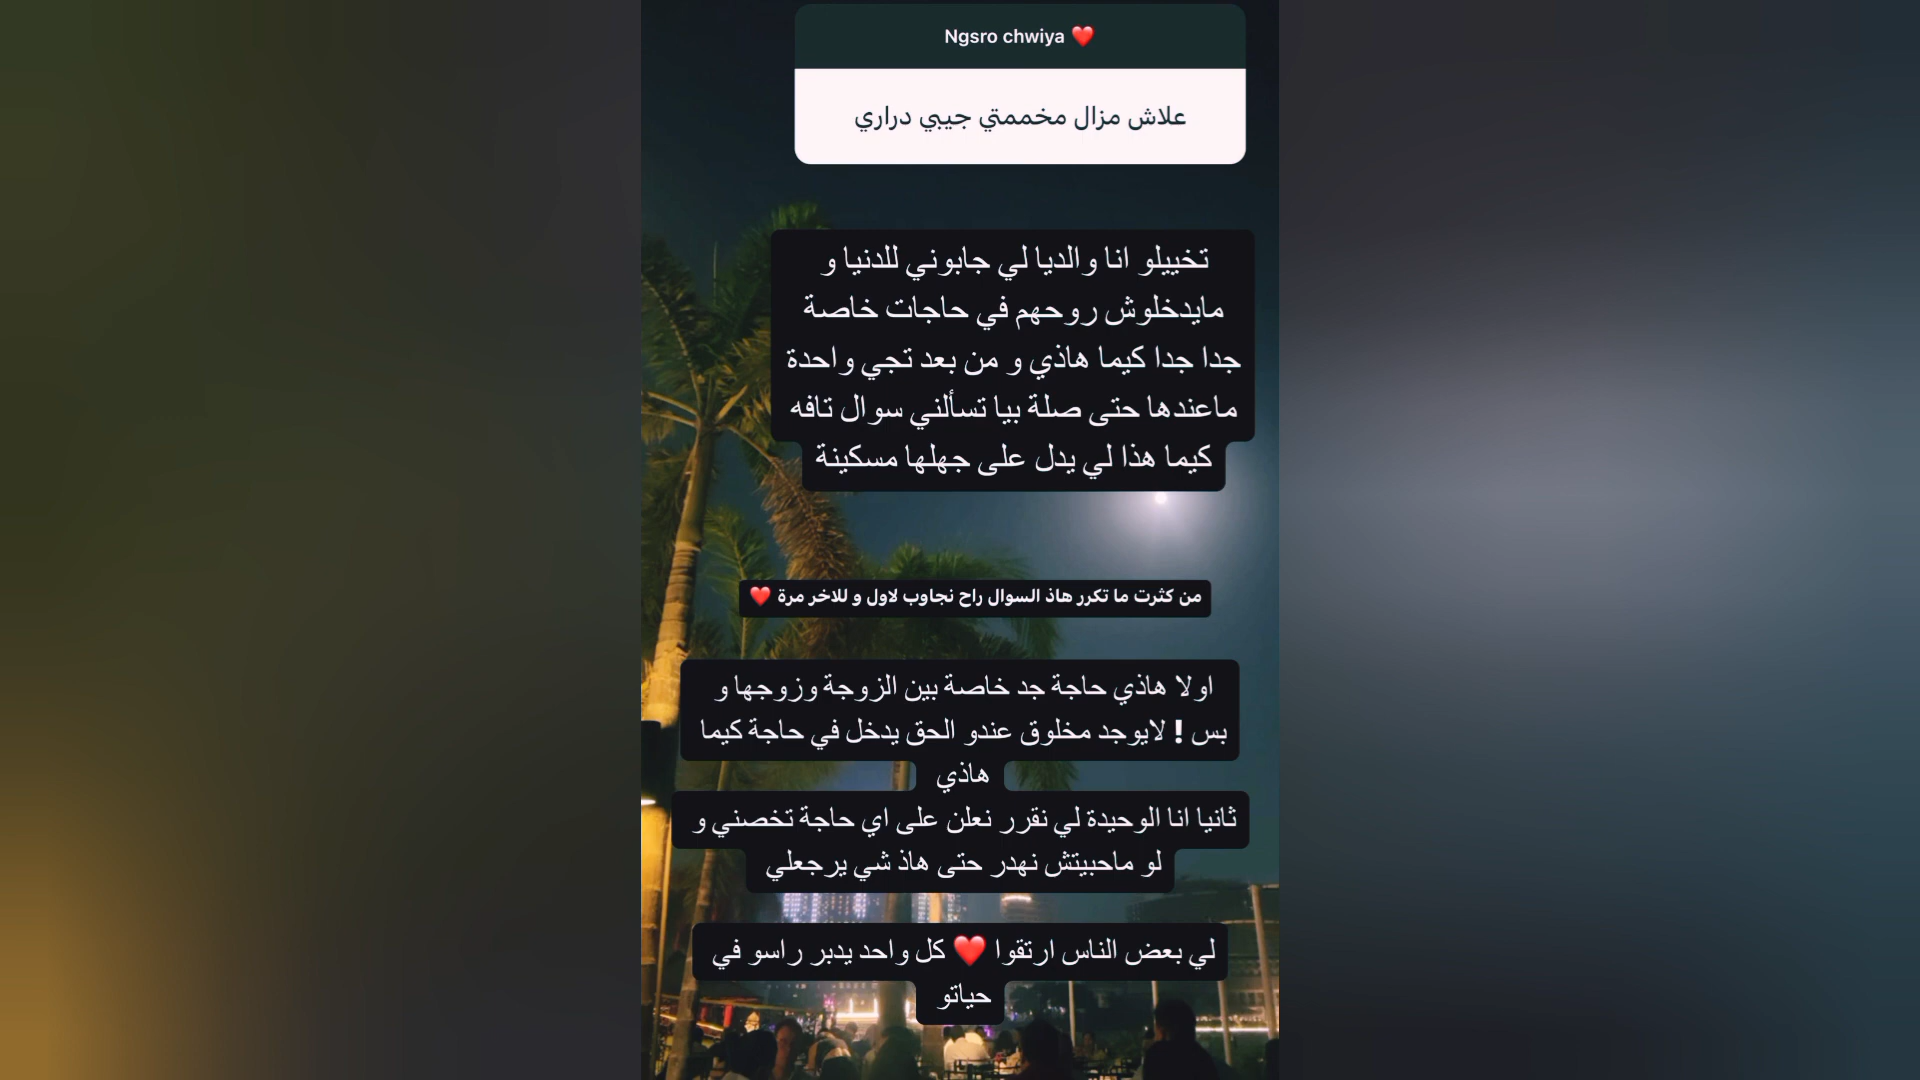 Ngsro chwiya ❤️
علاش مزال مخممتي جيبي دراري
تخييلو انا والديا لي جابوني للدنيا و
مايدخلوش روحهم في حاجات خاصة
جدا جدا كيما هاذي و من بعد تجي واحدة
ماعندها حتى صلة بيا تسألني سوال تافه
كيما هذا لي يدل على جهلها مسكينة
من كثرت ما تكرر هاذ السوال راح نجاوب لاول و للاخر مرة ❤️
اولا هاذي حاجة جد خاصة بين الزوجة وزوجها و
بس ! لايوجد مخلوق عندو الحق يدخل في حاجة كيما
هاذي
ثانيا انا الوحيدة لي نقرر نعلن على اي حاجة تخصني و
لو ماحبيتش نهدر حتى هاذ شي يرجعلي
لي بعض الناس ارتقوا ❤️ كل واحد يدبر راسو في
حياتو